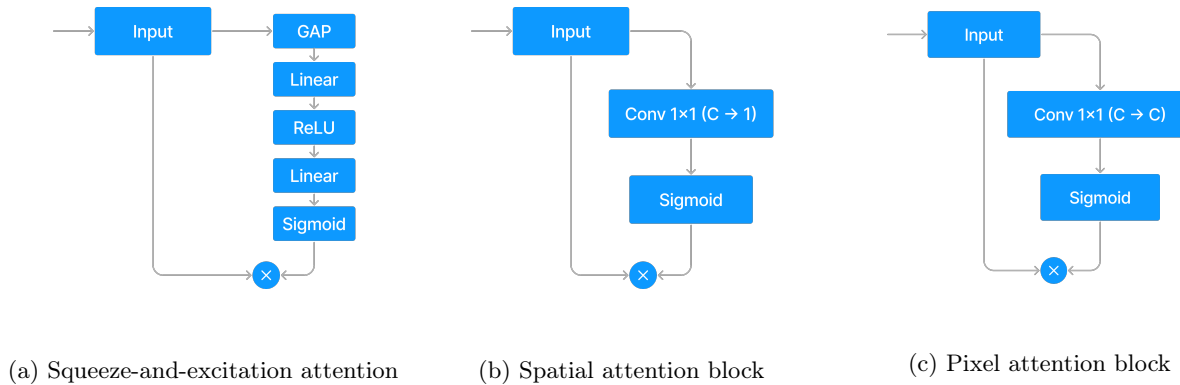 Input
GAP
Linear
ReLU
Linear
Sigmoid
×
(a) Squeeze-and-excitation attention
Input
Conv 1×1 (C → 1)
Sigmoid
×
(b) Spatial attention block
Input
Conv 1×1 (C → C)
Sigmoid
×
(c) Pixel attention block